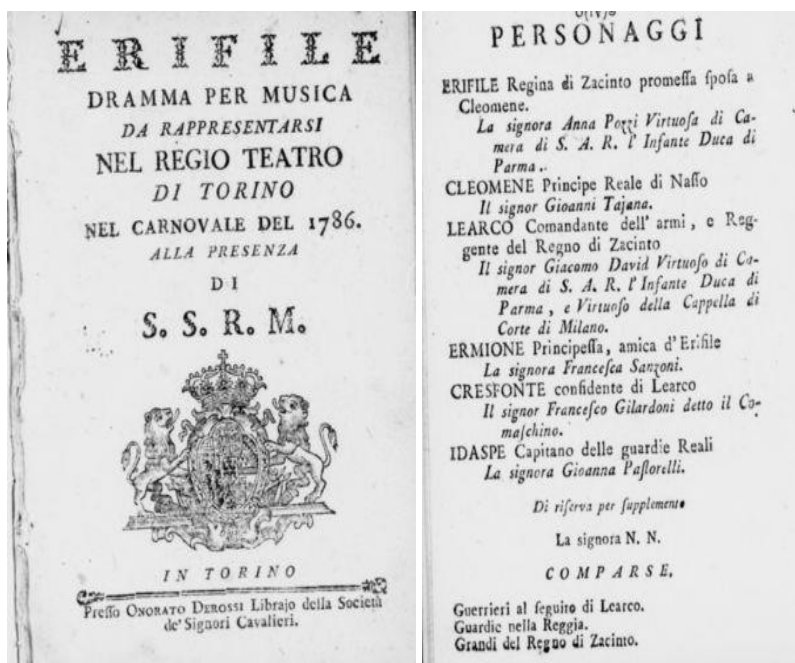 ERIFILE
DRAMMA PER MUSICA
DA RAPPRESENTARSI
NEL REGIO TEATRO
DI TORINO
NEL CARNOVALE DEL 1786.
ALLA PRESENZA
DI
S. S. R. M.
IN TORINO
Preſſo ONORATO DEROSSI Librajo della Società
de' Signori Cavalieri.
PERSONAGGI
ERIFILE Regina di Zacinto promeſſa ſpoſa a
Cleomene.
La signora Anna Pozzi Virtuoſa di Ca-
mera di S. A. R. l'Infante Duca di
Parma.
CLEOMENE Principe Reale di Naſſo
Il signor Gioanni Tajana.
LEARCO Comandante dell' armi, e Reg-
gente del Regno di Zacinto
Il signor Giacomo David Virtuoſo di Ca-
mera di S. A. R. l'Infante Duca di
Parma, e Virtuoſo della Cappella di
Corte di Milano.
ERMIONE Principeſſa, amica d'Erifile
La signora Franceſca Sanzoni.
CRESFONTE confidente di Learco
Il signor Franceſco Gilardoni detto il Co-
maſchino.
IDASPE Capitano delle guardie Reali
La signora Gioanna Paſtorelli.
Di riſerva per ſupplemento
La signora N. N.
COMPARSE.
Guerrieri al ſeguito di Learco.
Guardie nella Reggia.
Grandi del Regno di Zacinto.